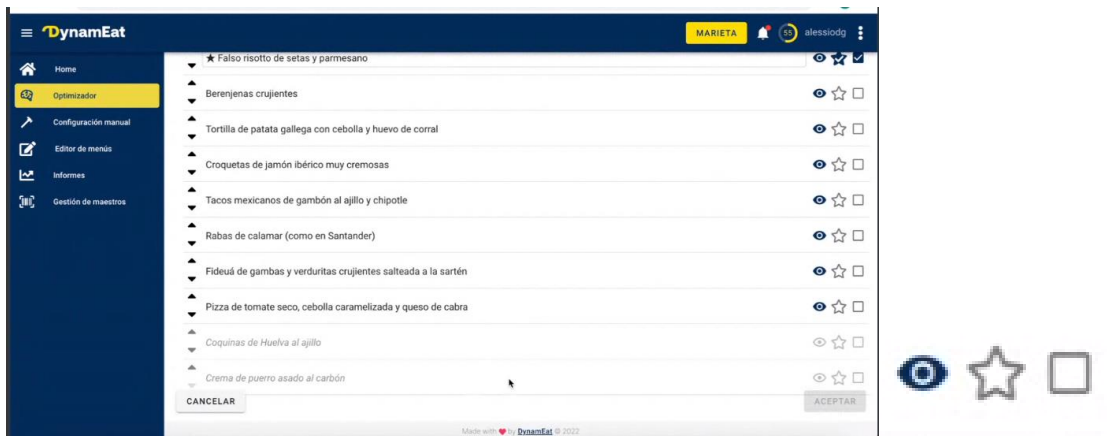 DynamEat
MARIETA
55
alessiodg
Home
Optimizador
Configuración manual
Editor de menús
Informes
Gestión de maestros
★ Falso risotto de setas y parmesano
Berenjenas crujientes
Tortilla de patata gallega con cebolla y huevo de corral
Croquetas de jamón ibérico muy cremosas
Tacos mexicanos de gambón al ajillo y chipotle
Rabas de calamar (como en Santander)
Fideuá de gambas y verduritas crujientes salteada a la sartén
Pizza de tomate seco, cebolla caramelizada y queso de cabra
Coquinas de Huelva al ajillo
Crema de puerro asado al carbón
CANCELAR
ACEPTAR
Made with ❤ by DynamEat © 2022